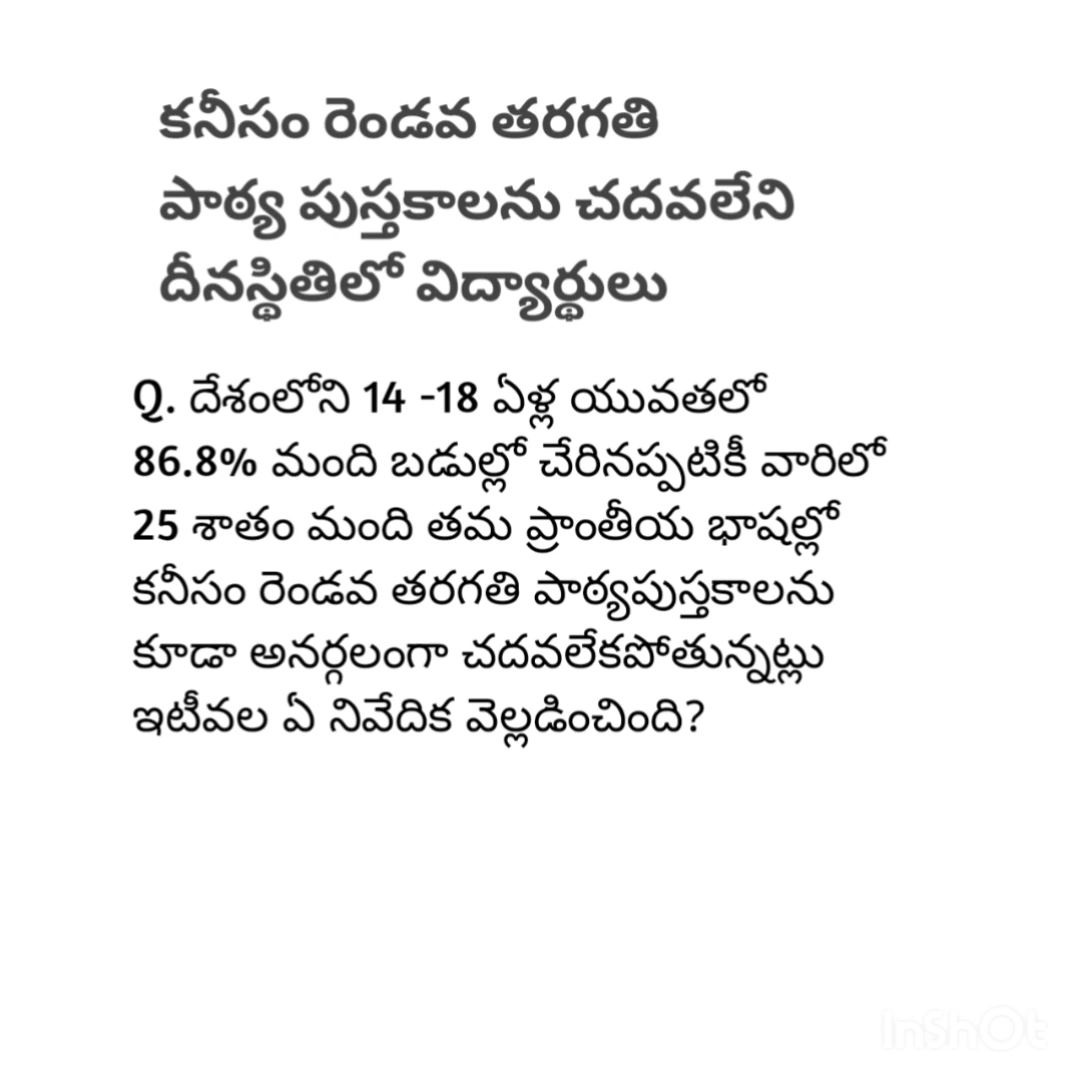 కనీసం రెండవ తరగతి
పాఠ్య పుస్తకాలను చదవలేని
దీనస్థితిలో విద్యార్థులు
Q. దేశంలోని 14 -18 ఏళ్ల యువతలో
86.8% మంది బడుల్లో చేరినప్పటికీ వారిలో
25 శాతం మంది తమ ప్రాంతీయ భాషల్లో
కనీసం రెండవ తరగతి పాఠ్యపుస్తకాలను
కూడా అనర్గలంగా చదవలేకపోతున్నట్లు
ఇటీవల ఏ నివేదిక వెల్లడించింది?
InShOt